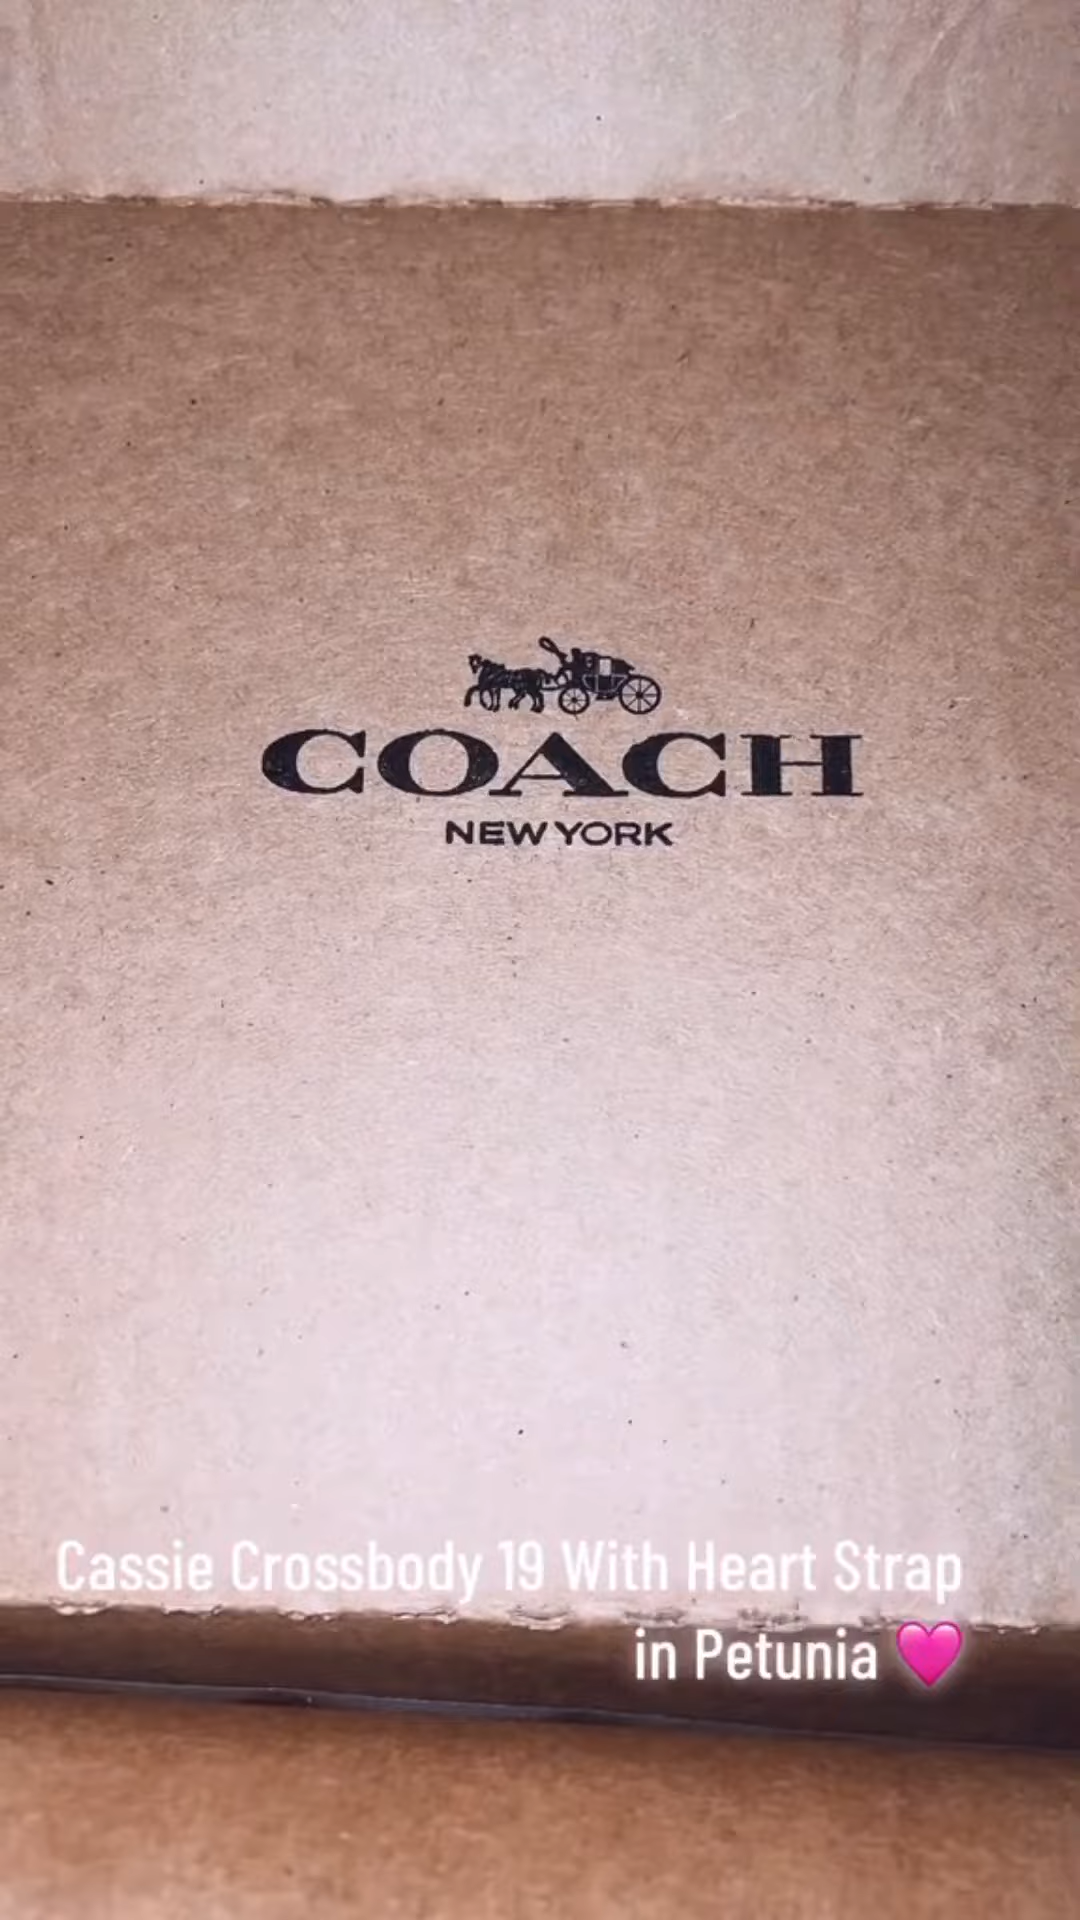 COACH
NEW YORK
Cassie Crossbody 19 With Heart Strap
in Petunia 🩷